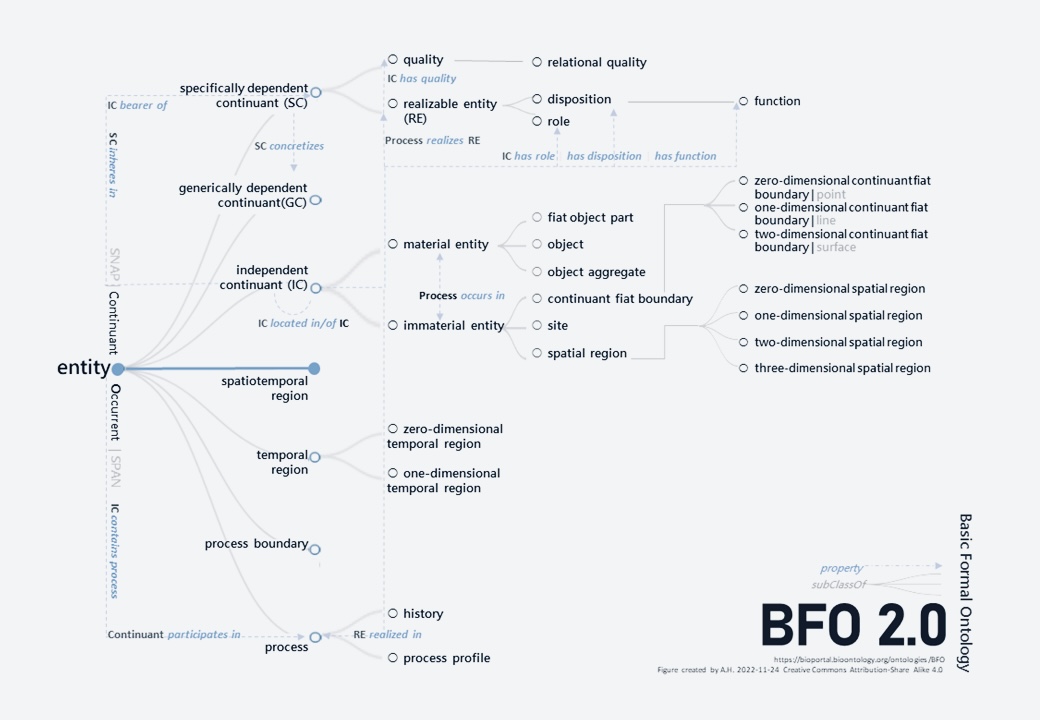 quality
relational quality
IC has quality
specifically dependent
continuant (SC)
IC bearer of
realizable entity
(RE)
disposition
role
function
Process realizes RE
SC inheres in
SC concretizes
IC has role | has disposition | has function
generically dependent
continuant(GC)
zero-dimensional continuant fiat
boundary | point
one-dimensional continuant fiat
boundary | line
two-dimensional continuant fiat
boundary | surface
fiat object part
material entity
object
object aggregate
SNAP | Continuant
independent
continuant (IC)
Process occurs in
continuant fiat boundary
zero-dimensional spatial region
IC located in/of IC
immaterial entity
site
one-dimensional spatial region
two-dimensional spatial region
spatial region
three-dimensional spatial region
entity
spatiotemporal
region
Occurrent | SPAN
zero-dimensional
temporal region
temporal
region
one-dimensional
temporal region
IC contains process
process boundary
history
Continuant participates in
RE realized in
process
process profile
property
subClassOf
BFO 2.0
Basic Formal Ontology
https://bioportal.bioontology.org/ontologies/BFO
Figure created by A.H. 2022-11-24 Creative Commons Attribution-Share Alike 4.0